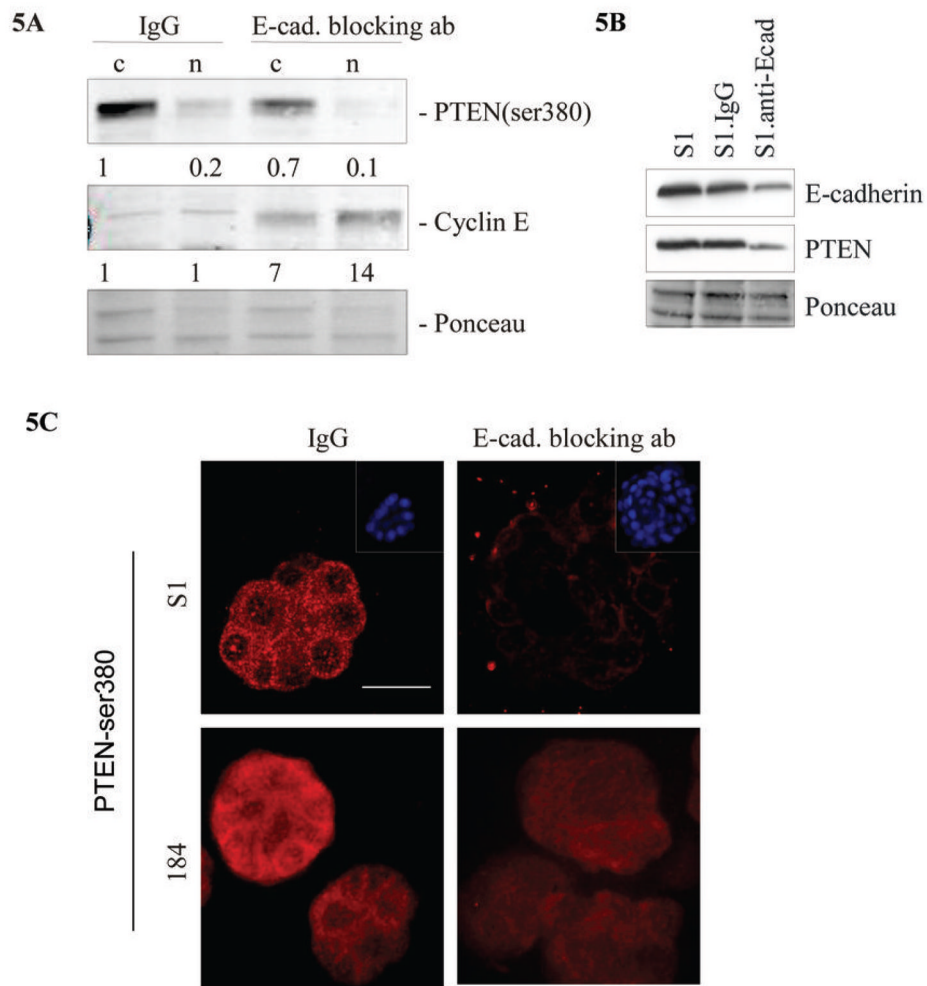 5A
IgG
E-cad. blocking ab
c n c n
- PTEN(ser380)
1 0.2 0.7 0.1
- Cyclin E
1 1 7 14
- Ponceau
5B
S1
S1.IgG
S1.anti-Ecad
E-cadherin
PTEN
Ponceau
5C
IgG
E-cad. blocking ab
PTEN-ser380
S1
184